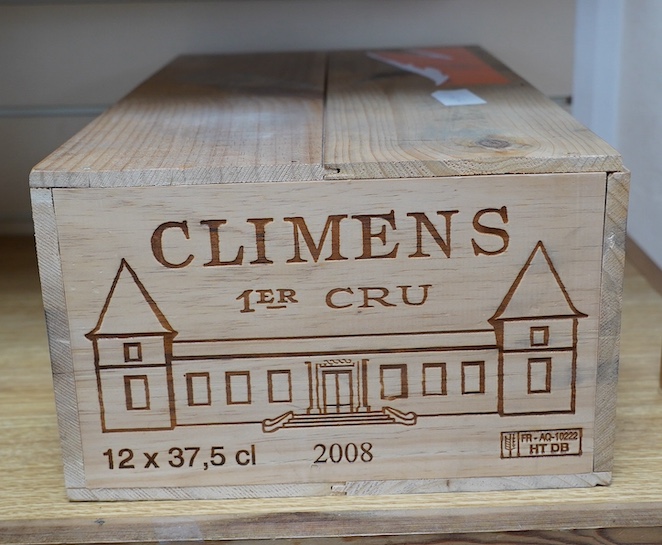 CLIMENS
1ER CRU
12 x 37,5 cl
2008
FR - AQ-10222
HT DB